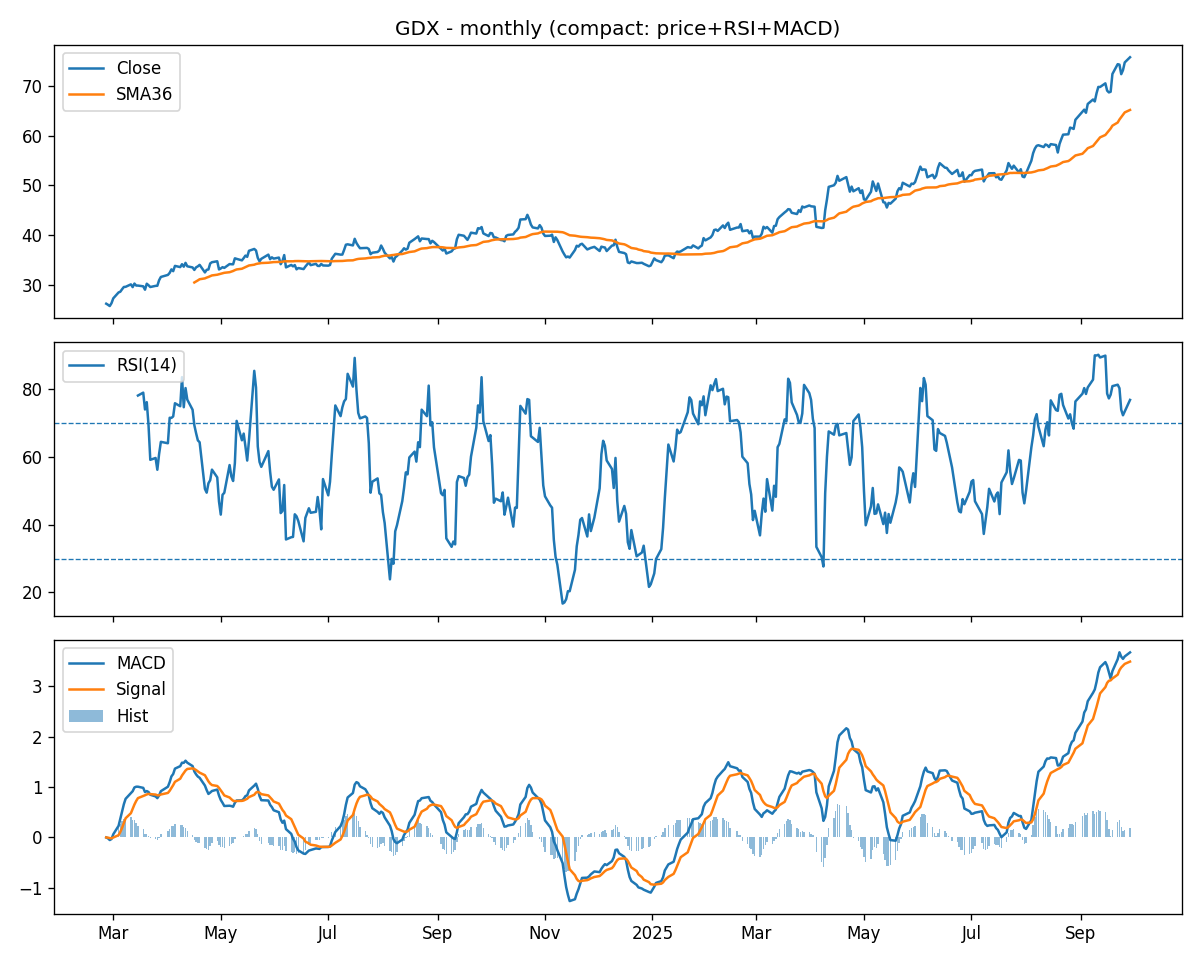 GDX - monthly (compact: price+RSI+MACD)
Close
SMA36
70
60
50
40
30
RSI(14)
80
60
40
20
MACD
Signal
Hist
3
2
1
0
−1
Mar
May
Jul
Sep
Nov
2025
Mar
May
Jul
Sep